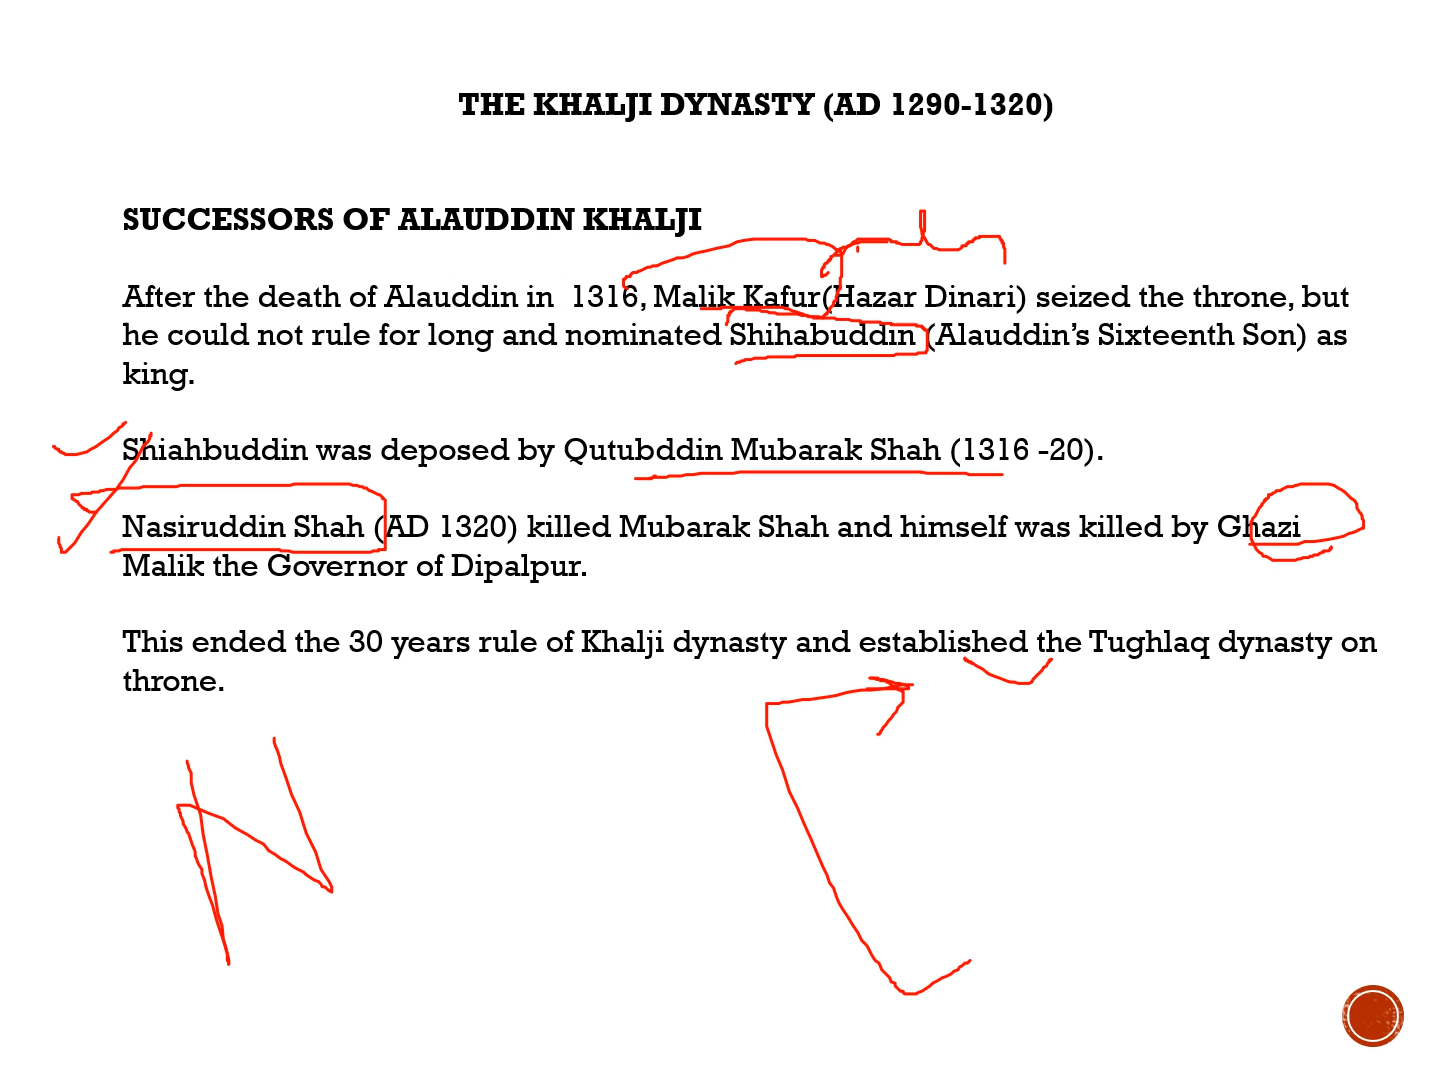 THE KHALJI DYNASTY (AD 1290-1320)
SUCCESSORS OF ALAUDDIN KHALJI
After the death of Alauddin in 1316, Malik Kafur(Hazar Dinari) seized the throne, but
he could not rule for long and nominated Shihabuddin (Alauddin’s Sixteenth Son) as
king.
Shiahbuddin was deposed by Qutubddin Mubarak Shah (1316 -20).
Nasiruddin Shah (AD 1320) killed Mubarak Shah and himself was killed by Ghazi
Malik the Governor of Dipalpur.
This ended the 30 years rule of Khalji dynasty and established the Tughlaq dynasty on
throne.